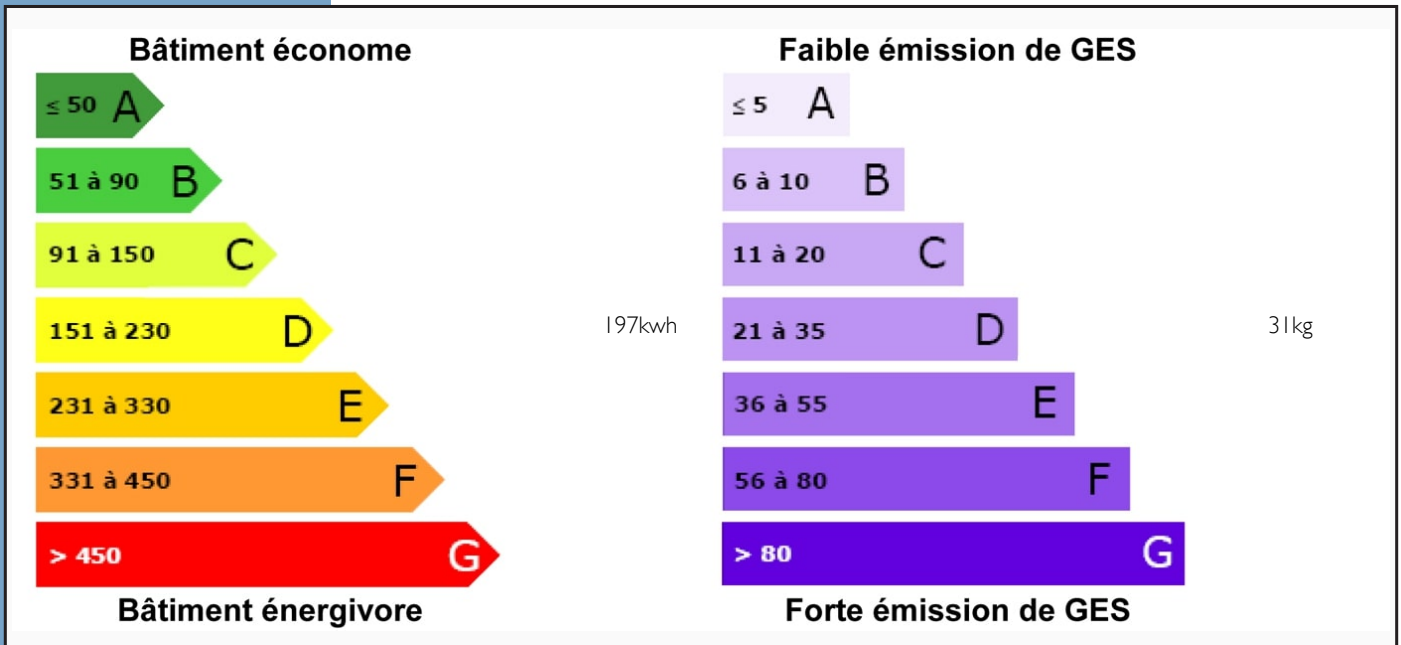 Bâtiment économe
≤ 50 A
51 à 90 B
91 à 150 C
151 à 230 D
231 à 330 E
331 à 450 F
> 450 G
Bâtiment énergivore
197kwh
Faible émission de GES
≤ 5 A
6 à 10 B
11 à 20 C
21 à 35 D
36 à 55 E
56 à 80 F
> 80 G
Forte émission de GES
31kg